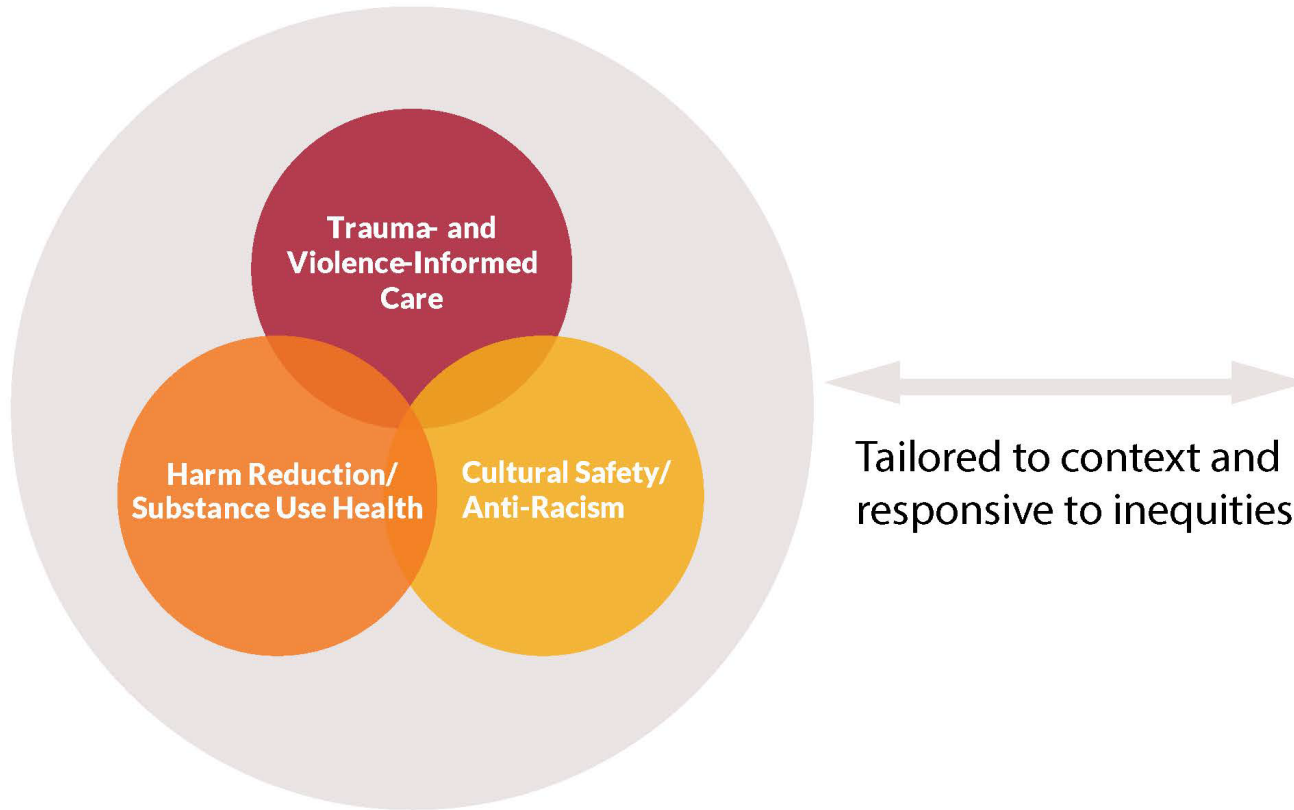 Trauma- and
Violence-Informed
Care
Harm Reduction/
Substance Use Health
Cultural Safety/
Anti-Racism
Tailored to context and
responsive to inequities